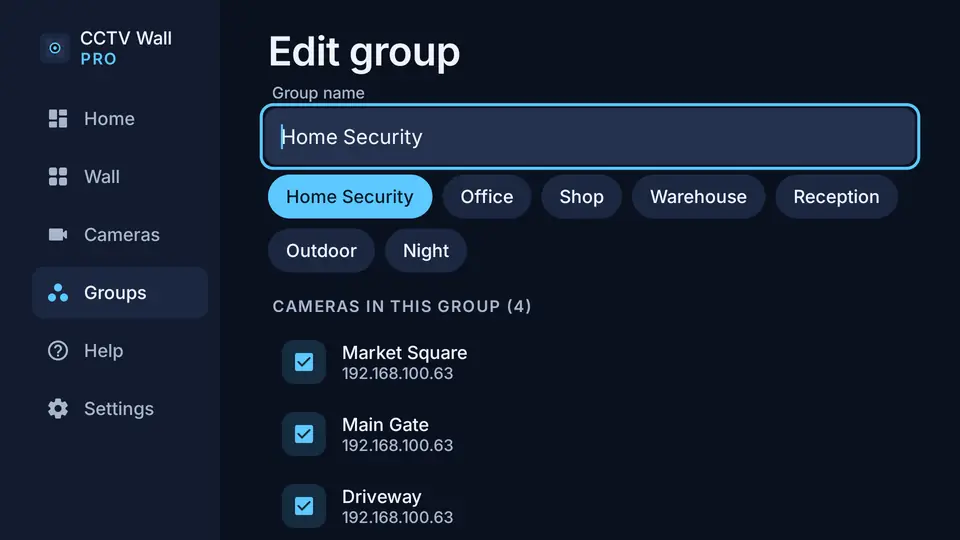 CCTV Wall
PRO
Home
Wall
Cameras
Groups
Help
Settings
Edit group
Group name
Home Security
Home Security Office Shop Warehouse Reception
Outdoor Night
CAMERAS IN THIS GROUP (4)
Market Square
192.168.100.63
Main Gate
192.168.100.63
Driveway
192.168.100.63